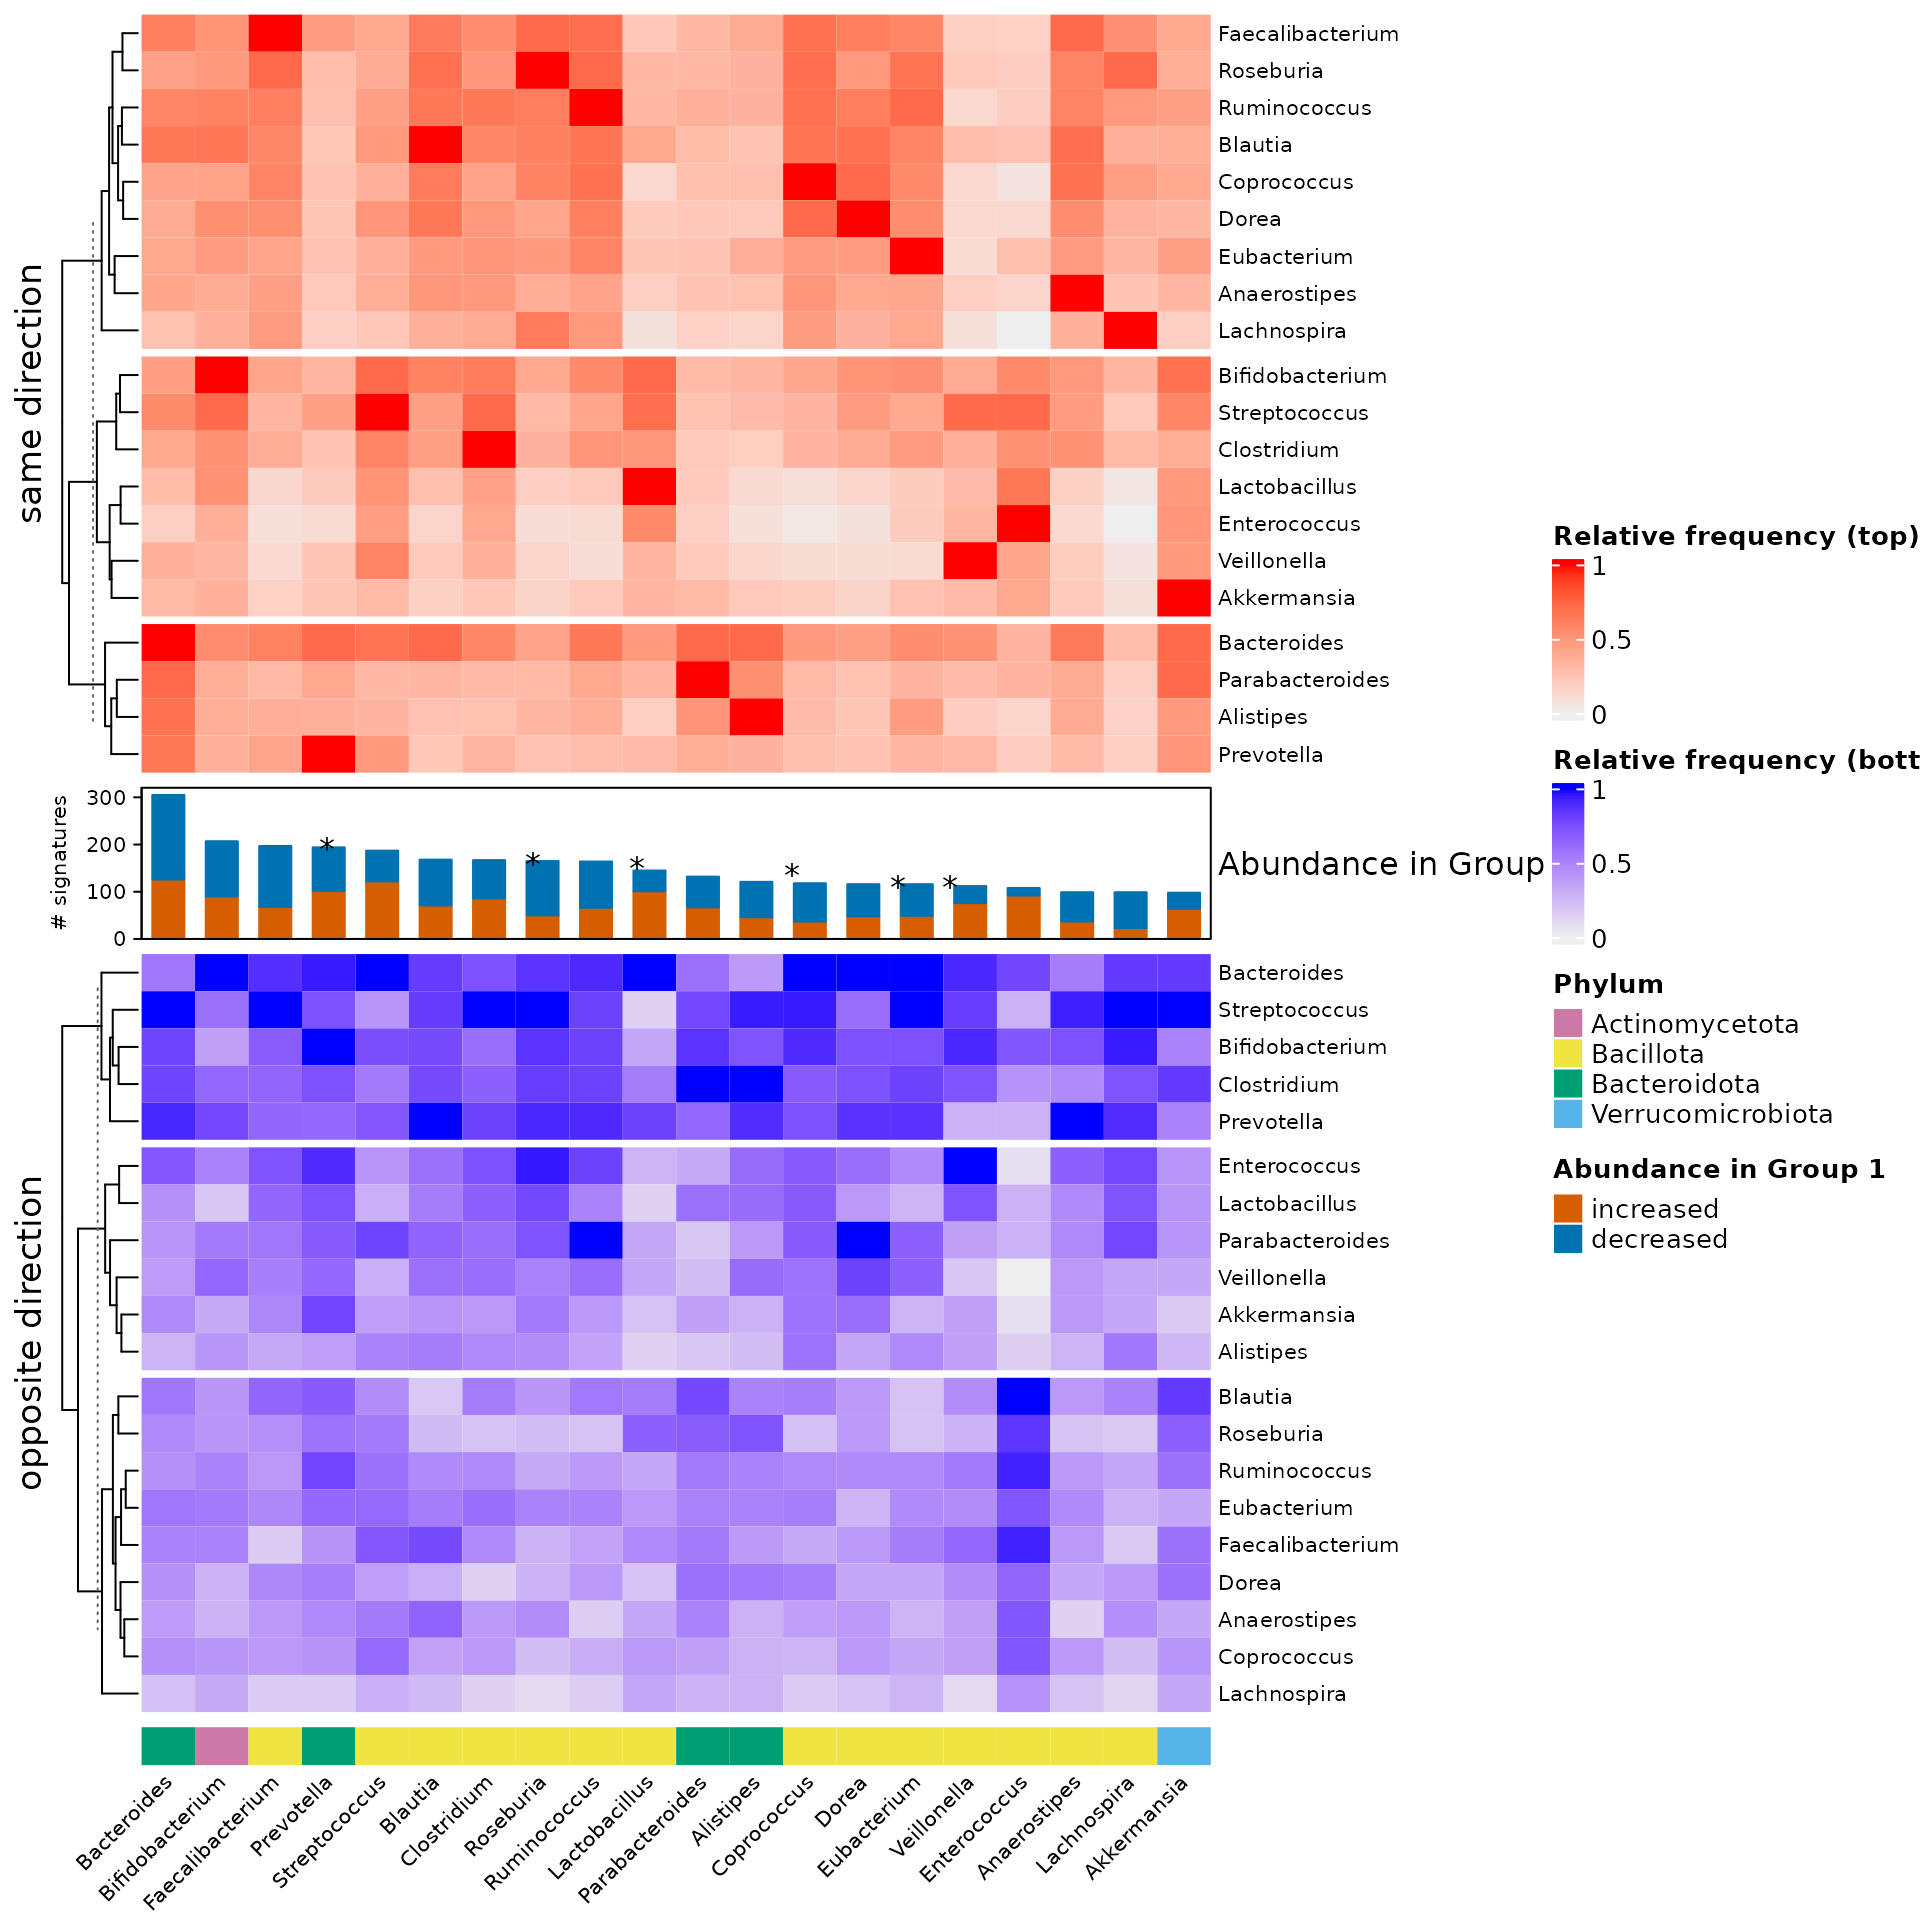 same direction
Faecalibacterium
Roseburia
Ruminococcus
Blautia
Coprococcus
Dorea
Eubacterium
Anaerostipes
Lachnospira
Bifidobacterium
Streptococcus
Clostridium
Lactobacillus
Enterococcus
Veillonella
Akkermansia
Bacteroides
Parabacteroides
Alistipes
Prevotella
# signatures
300
200
100
0
* * * * * *
Abundance in Group
opposite direction
Bacteroides
Streptococcus
Bifidobacterium
Clostridium
Prevotella
Enterococcus
Lactobacillus
Parabacteroides
Veillonella
Akkermansia
Alistipes
Blautia
Roseburia
Ruminococcus
Eubacterium
Faecalibacterium
Dorea
Anaerostipes
Coprococcus
Lachnospira
Bacteroides
Bifidobacterium
Faecalibacterium
Prevotella
Streptococcus
Blautia
Clostridium
Roseburia
Ruminococcus
Lactobacillus
Parabacteroides
Alistipes
Coprococcus
Dorea
Eubacterium
Veillonella
Enterococcus
Anaerostipes
Lachnospira
Akkermansia
Relative frequency (top)
1
0.5
0
Relative frequency (bott
1
0.5
0
Phylum
Actinomycetota
Bacillota
Bacteroidota
Verrucomicrobiota
Abundance in Group 1
increased
decreased